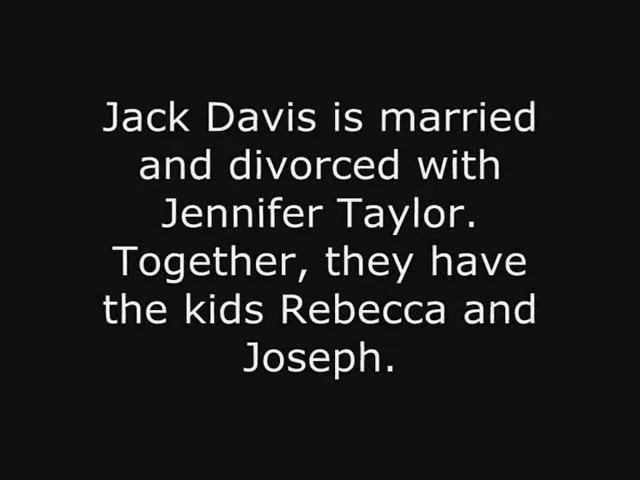 Jack Davis is married
and divorced with
Jennifer Taylor.
Together, they have
the kids Rebecca and
Joseph.